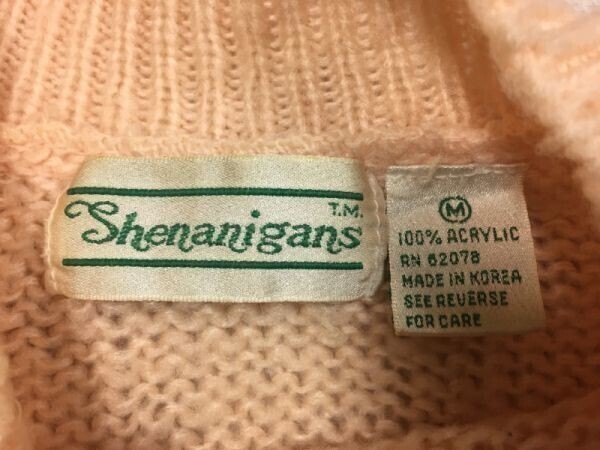 T.M.
Shenanigans
M
100% ACRYLIC
RN 62078
MADE IN KOREA
SEE REVERSE
FOR CARE